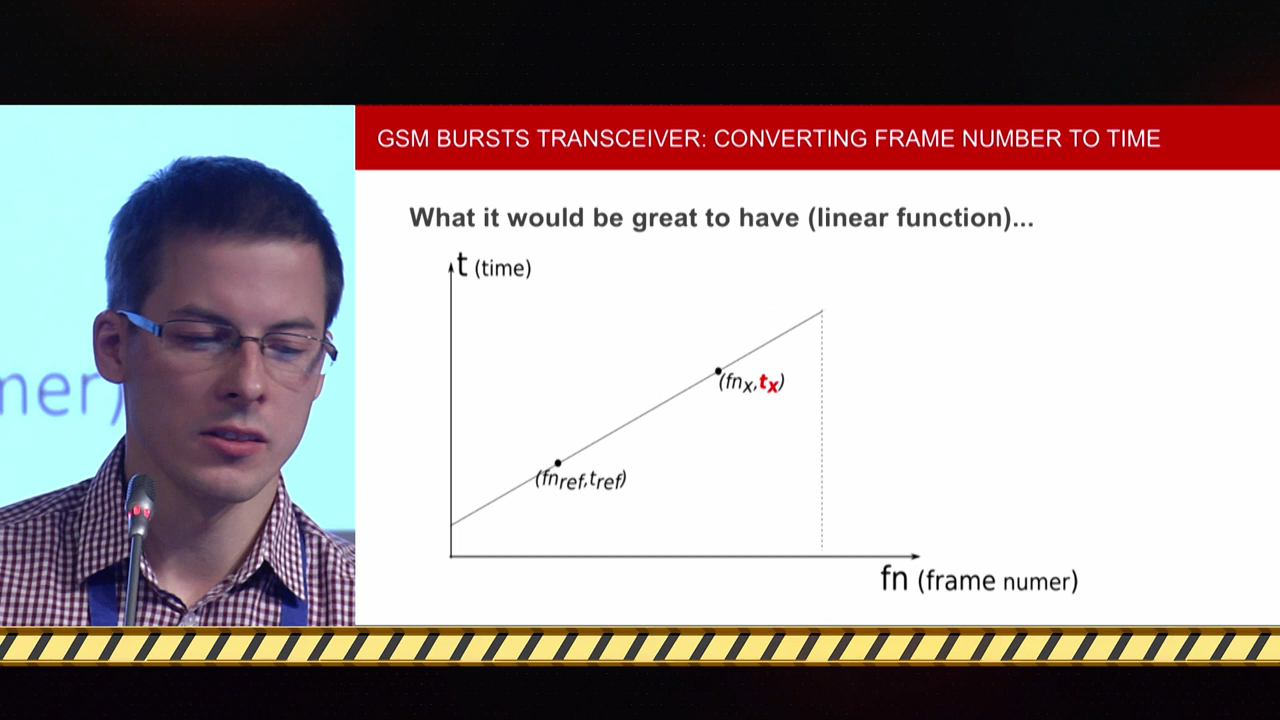 GSM BURSTS TRANSCEIVER: CONVERTING FRAME NUMBER TO TIME
What it would be great to have (linear function)...
t (time)
(fnx,tx)
(fnref,tref)
fn (frame numer)
mer)